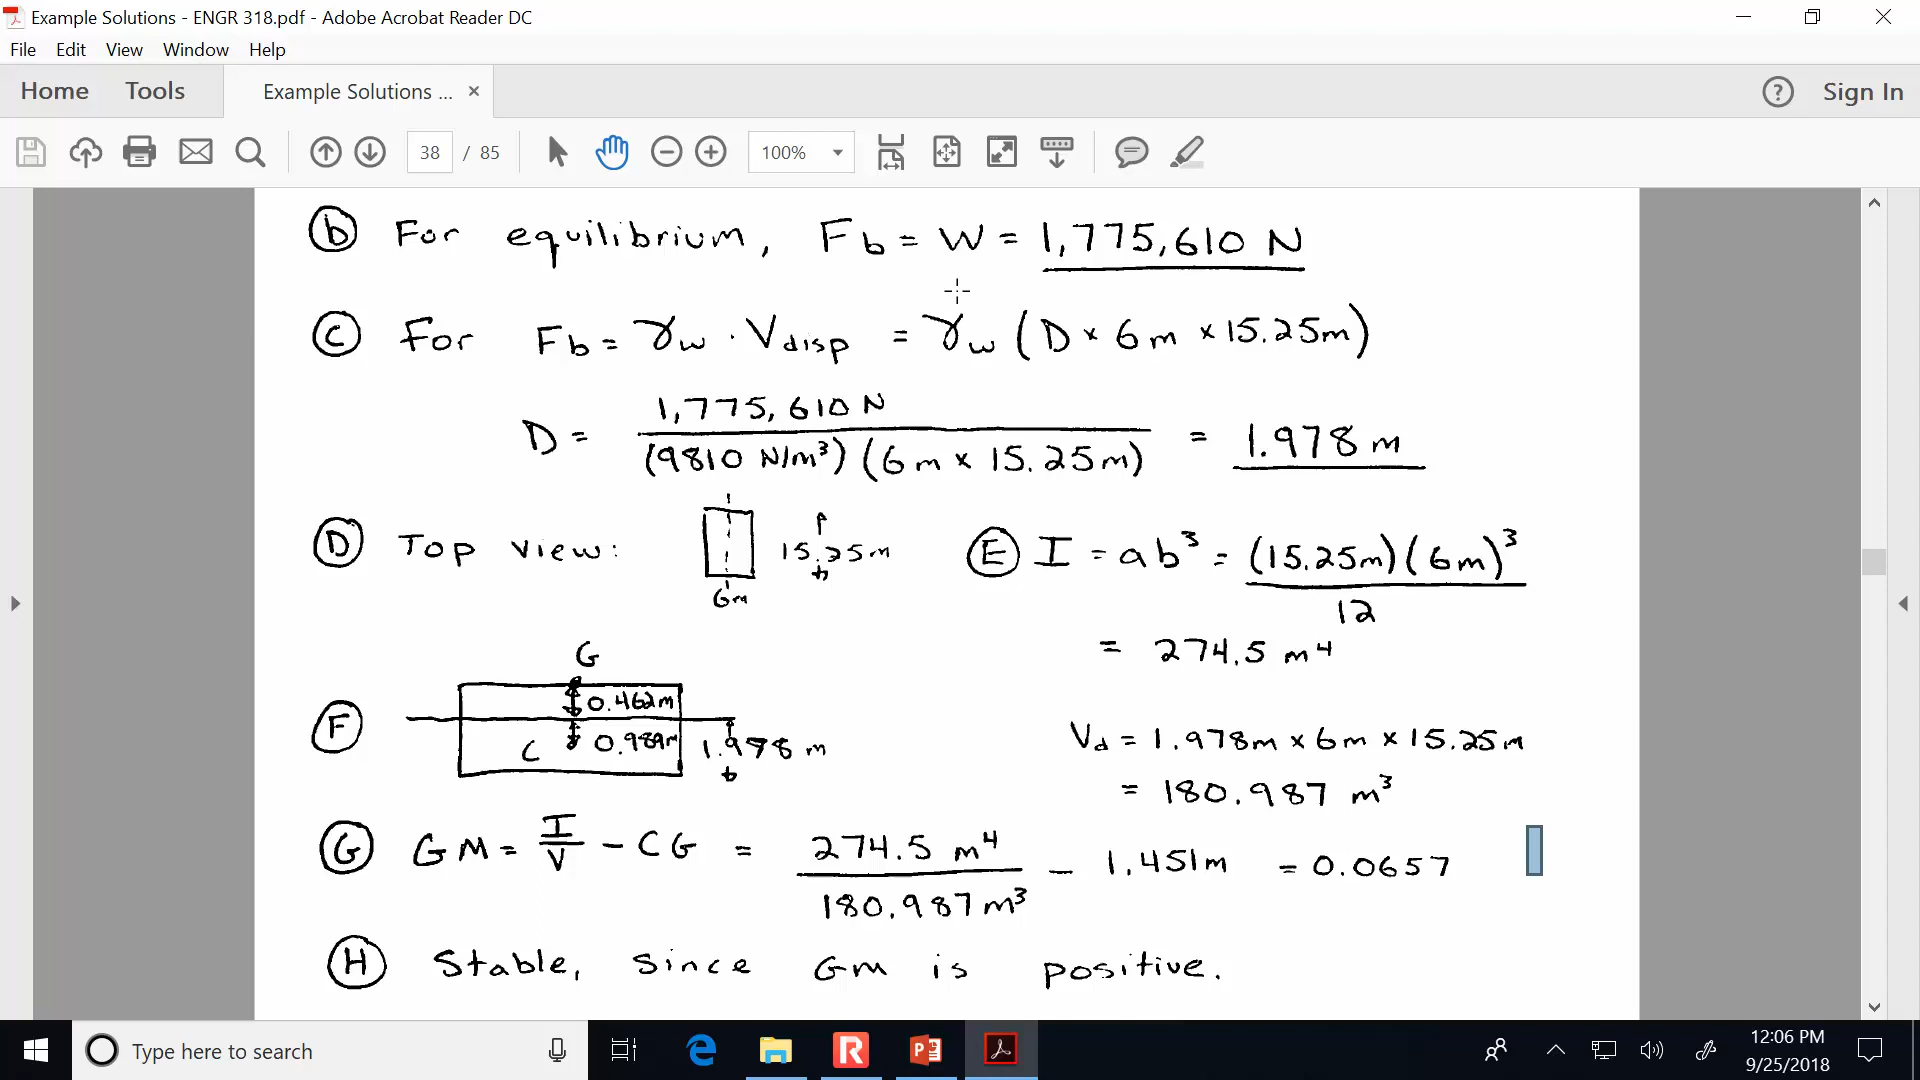 Example Solutions - ENGR 318.pdf - Adobe Acrobat Reader DC
File Edit View Window Help
Home Tools Example Solutions ... × ? Sign In
38 / 85 100%
(b) For equilibrium, Fb = W = 1,775,610 N
(C) For Fb = γw · Vdisp = γw (D × 6m × 15.25m)
D = 1,775,610 N / (9810 N/m³) (6m × 15.25m) = 1.978 m
(D) Top view: 15.25m
6m
(E) I = ab³ = (15.25m)(6m)³ / 12
= 274.5 m⁴
G
(F) 0.462m
C 0.989m 1.978 m
Vd = 1.978m × 6m × 15.25m
= 180.987 m³
(G) GM = I/V - CG = 274.5 m⁴ / 180.987 m³ - 1.451m = 0.0657
(H) Stable, since GM is positive.
Type here to search
12:06 PM
9/25/2018